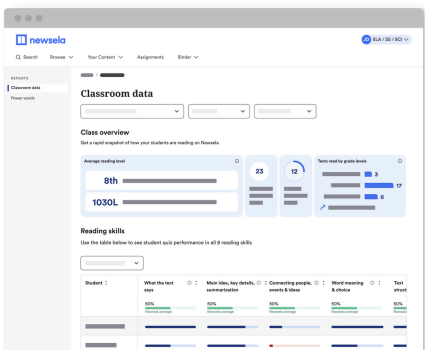 newsela
JD ELA / SS / SCI
Search Browse Your Content Assignments Binder
REPORTS
Classroom data
Power words
/
Classroom data
Class overview
Get a rapid snapshot of how your students are reading on Newsela
Average reading level
8th
1030L
23
12
Texts read by grade levels
3
17
6
Reading skills
Use the table below to see student quiz performance in all 8 reading skills
Student
What the text says
Main idea, key details, summarization
Connecting people, events & ideas
Word meaning & choice
Text struct
50% 50% 50% 50% 50%
Newsela average Newsela average Newsela average Newsela average Newsela